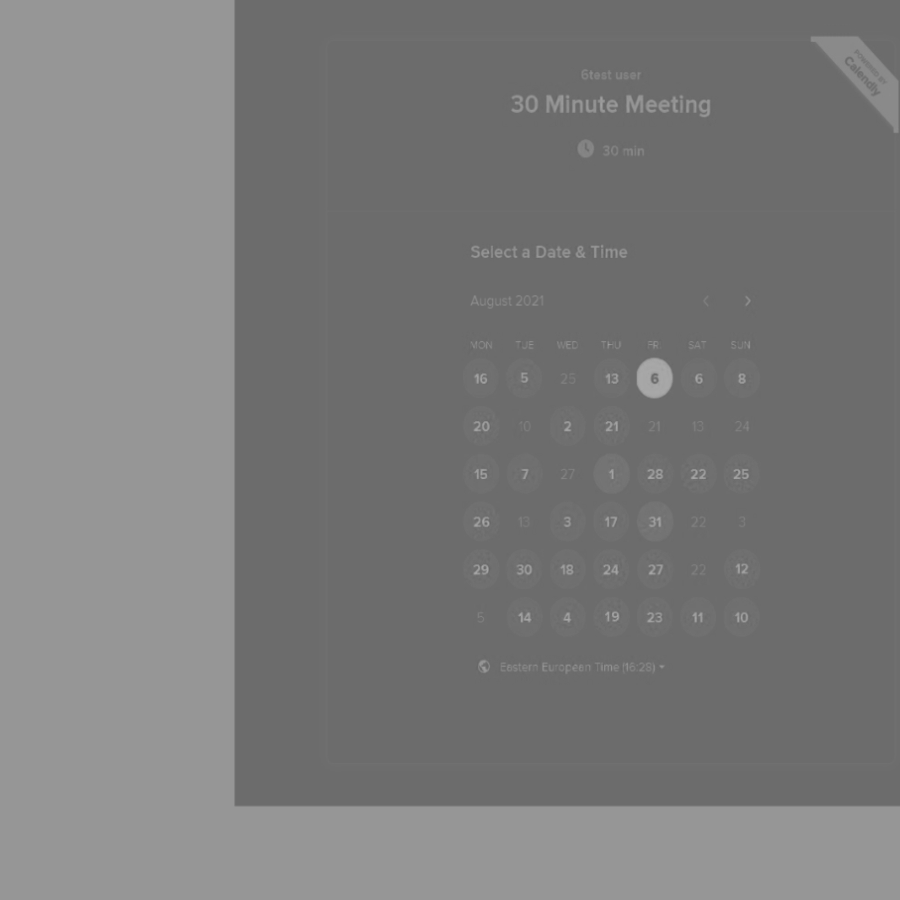 POWERED BY
Calendly
6test user
30 Minute Meeting
30 min
Select a Date & Time
August 2021
MON TUE WED THU FRI SAT SUN
16 5 25 13 6 6 8
20 10 2 21 21 13 24
15 7 27 1 28 22 25
26 13 3 17 31 22 3
29 30 18 24 27 22 12
5 14 4 19 23 11 10
Eestern Europeen Time (16:28)